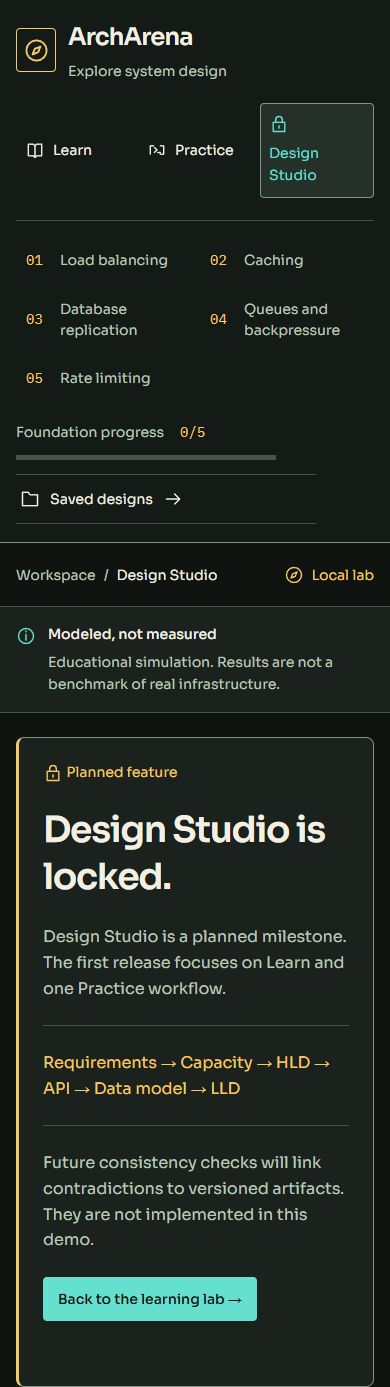 ArchArena
Explore system design
Learn
Practice
Design
Studio
01 Load balancing
02 Caching
03 Database
replication
04 Queues and
backpressure
05 Rate limiting
Foundation progress 0/5
Saved designs →
Workspace / Design Studio
Local lab
Modeled, not measured
Educational simulation. Results are not a
benchmark of real infrastructure.
Planned feature
Design Studio is
locked.
Design Studio is a planned milestone.
The first release focuses on Learn and
one Practice workflow.
Requirements → Capacity → HLD →
API → Data model → LLD
Future consistency checks will link
contradictions to versioned artifacts.
They are not implemented in this
demo.
Back to the learning lab →